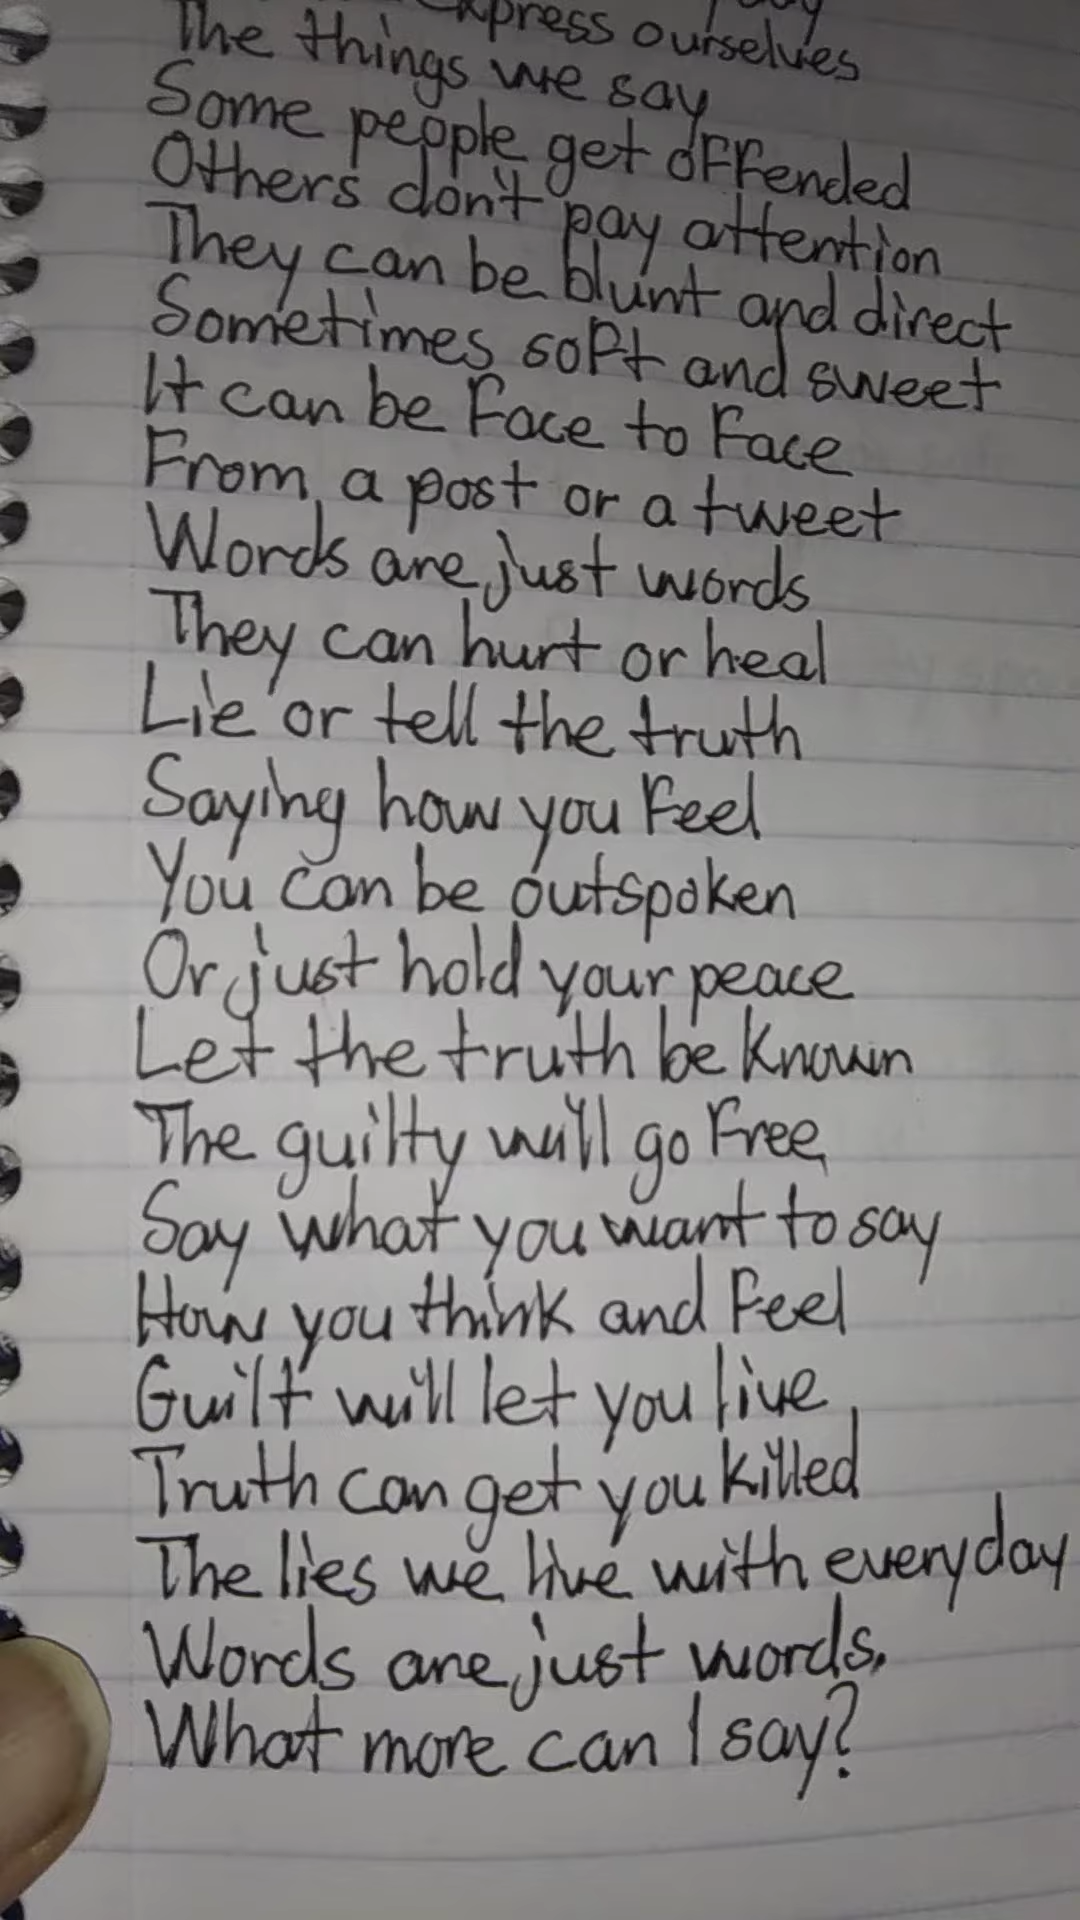 express ourselves
The things we say
Some people get offended
Others don't pay attention
They can be blunt and direct
Sometimes soft and sweet
It can be face to face
From a post or a tweet
Words are just words
They can hurt or heal
Lie or tell the truth
Saying how you feel
You can be outspoken
Or just hold your peace
Let the truth be known
The guilty will go free
Say what you want to say
How you think and feel
Guilt will let you live
Truth can get you killed
The lies we live with everyday
Words are just words.
What more can I say?